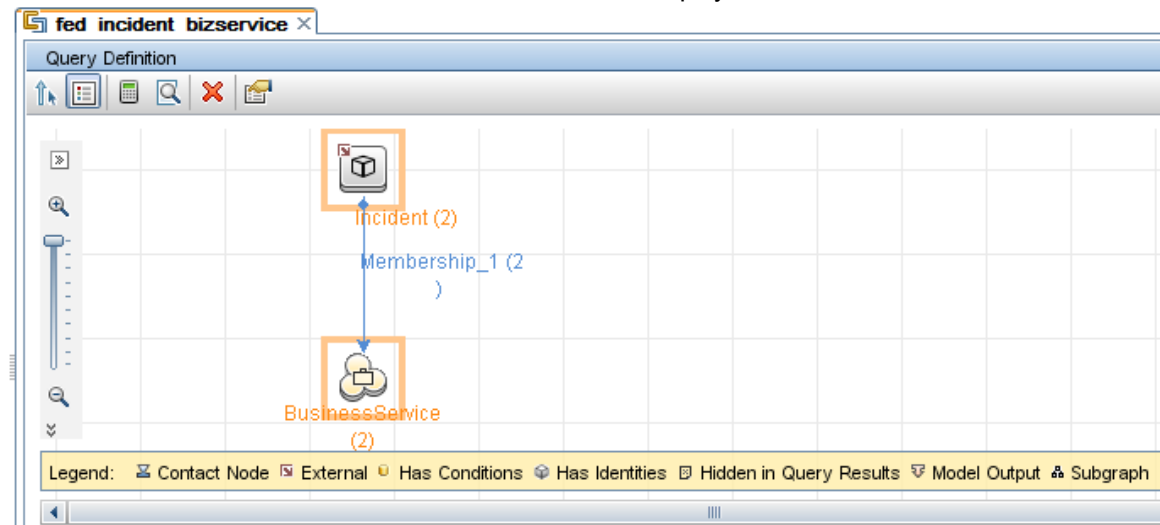 fed incident bizservice
Query Definition
Incident (2)
Membership_1 (2
)
BusinessService
(2)
Legend: Contact Node External Has Conditions Has Identities Hidden in Query Results Model Output Subgraph